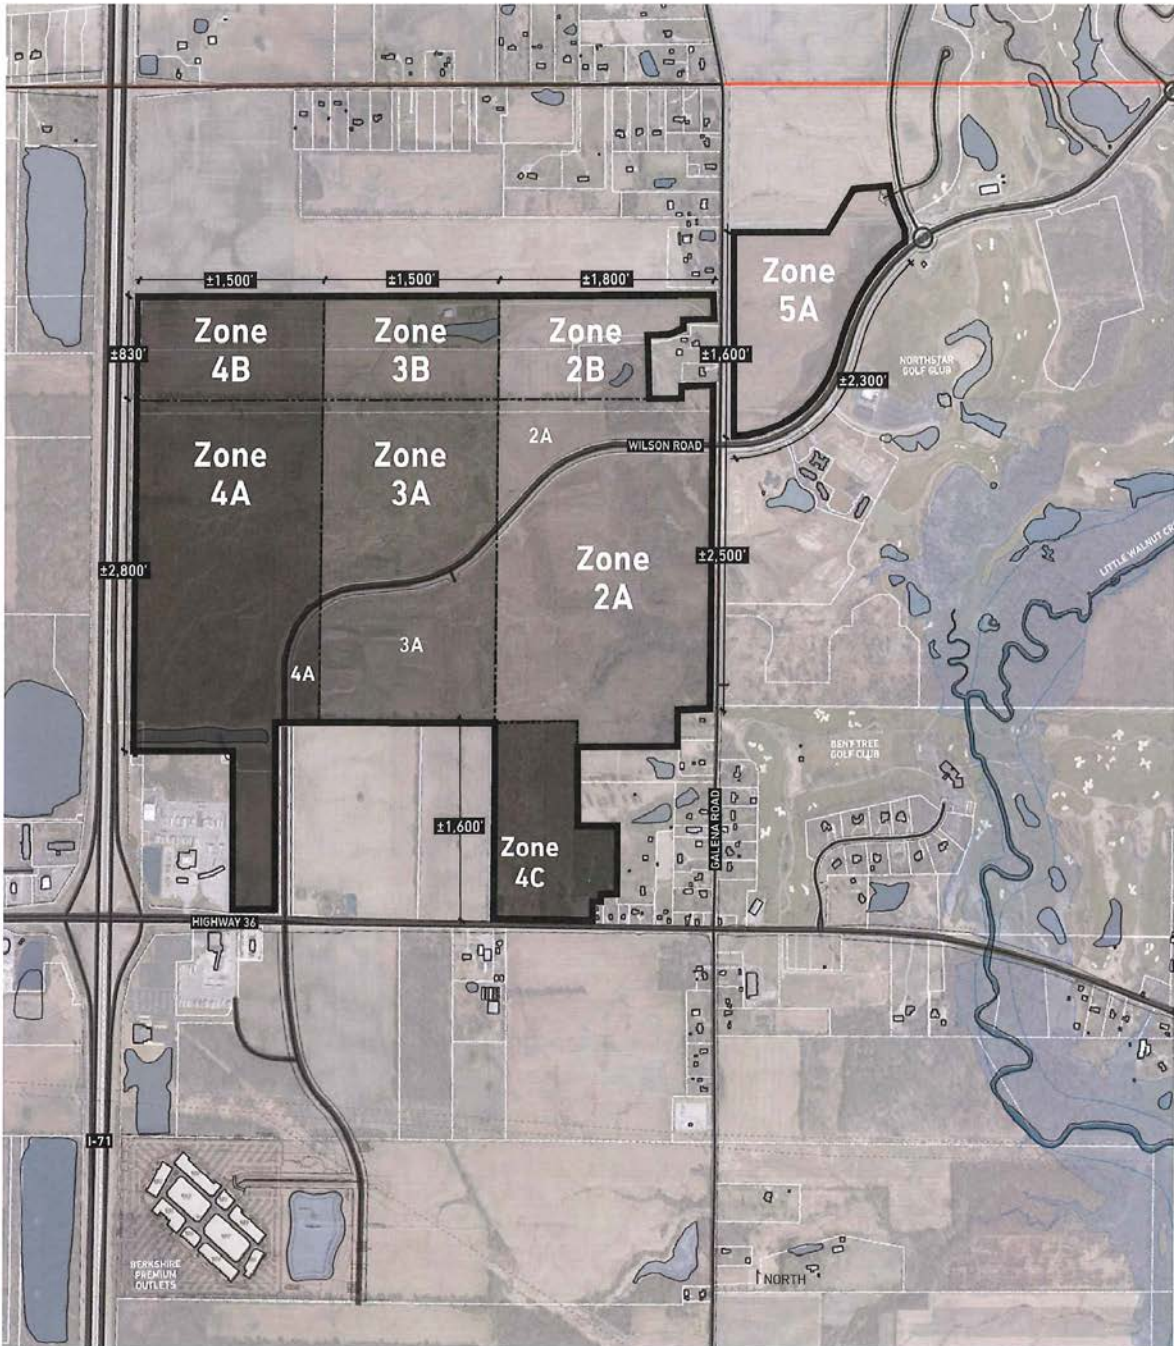 ±1,500'
±1,500'
±1,800'
Zone
5A
Zone
4B
Zone
3B
Zone
2B
±830'
±1,600'
±2,300'
NORTHSTAR
GOLF CLUB
2A
WILSON ROAD
Zone
4A
Zone
3A
Zone
2A
±2,800'
±2,500'
LITTLE WALNUT CR
3A
4A
BENT TREE
GOLF CLUB
±1,600'
Zone
4C
GALENA ROAD
HIGHWAY 36
I-71
BERKSHIRE
PREMIUM
OUTLETS
NORTH